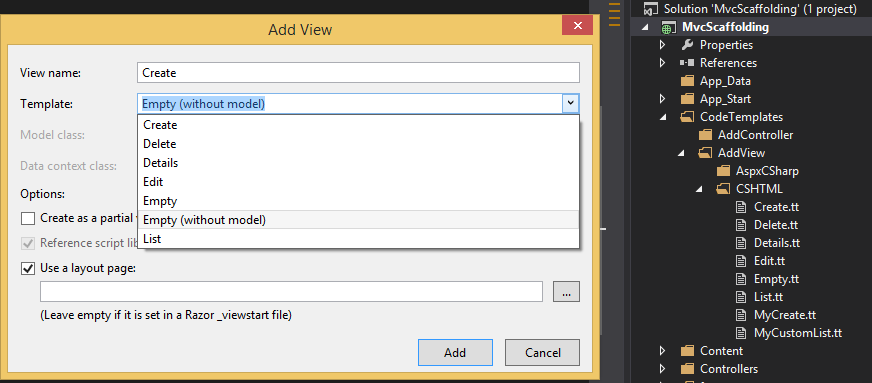 Add View
View name:
Create
Template:
Empty (without model)
Create
Delete
Details
Edit
Empty
Empty (without model)
List
Model class:
Data context class:
Options:
Create as a partial
Reference script lib
Use a layout page:
...
(Leave empty if it is set in a Razor _viewstart file)
Add
Cancel
Solution 'MvcScaffolding' (1 project)
MvcScaffolding
Properties
References
App_Data
App_Start
CodeTemplates
AddController
AddView
AspxCSharp
CSHTML
Create.tt
Delete.tt
Details.tt
Edit.tt
Empty.tt
List.tt
MyCreate.tt
MyCustomList.tt
Content
Controllers